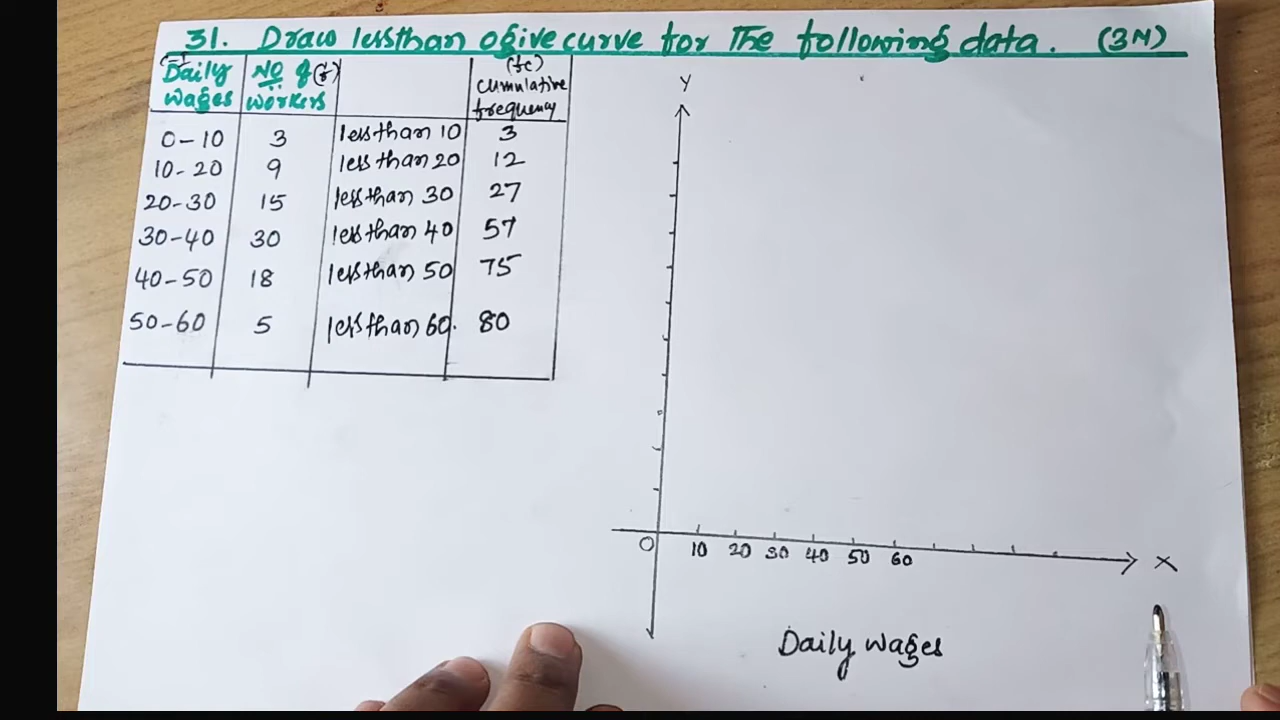 31. Draw lessthan ogive curve for The following data. (3M)
(C-I) Daily wages
No of (f) workers
(fc) cumulative frequency
0-10 3 lessthan 10 3
10-20 9 less than 20 12
20-30 15 less than 30 27
30-40 30 less than 40 57
40-50 18 less than 50 75
50-60 5 less than 60. 80
Y
O 10 20 30 40 50 60 X
Daily wages